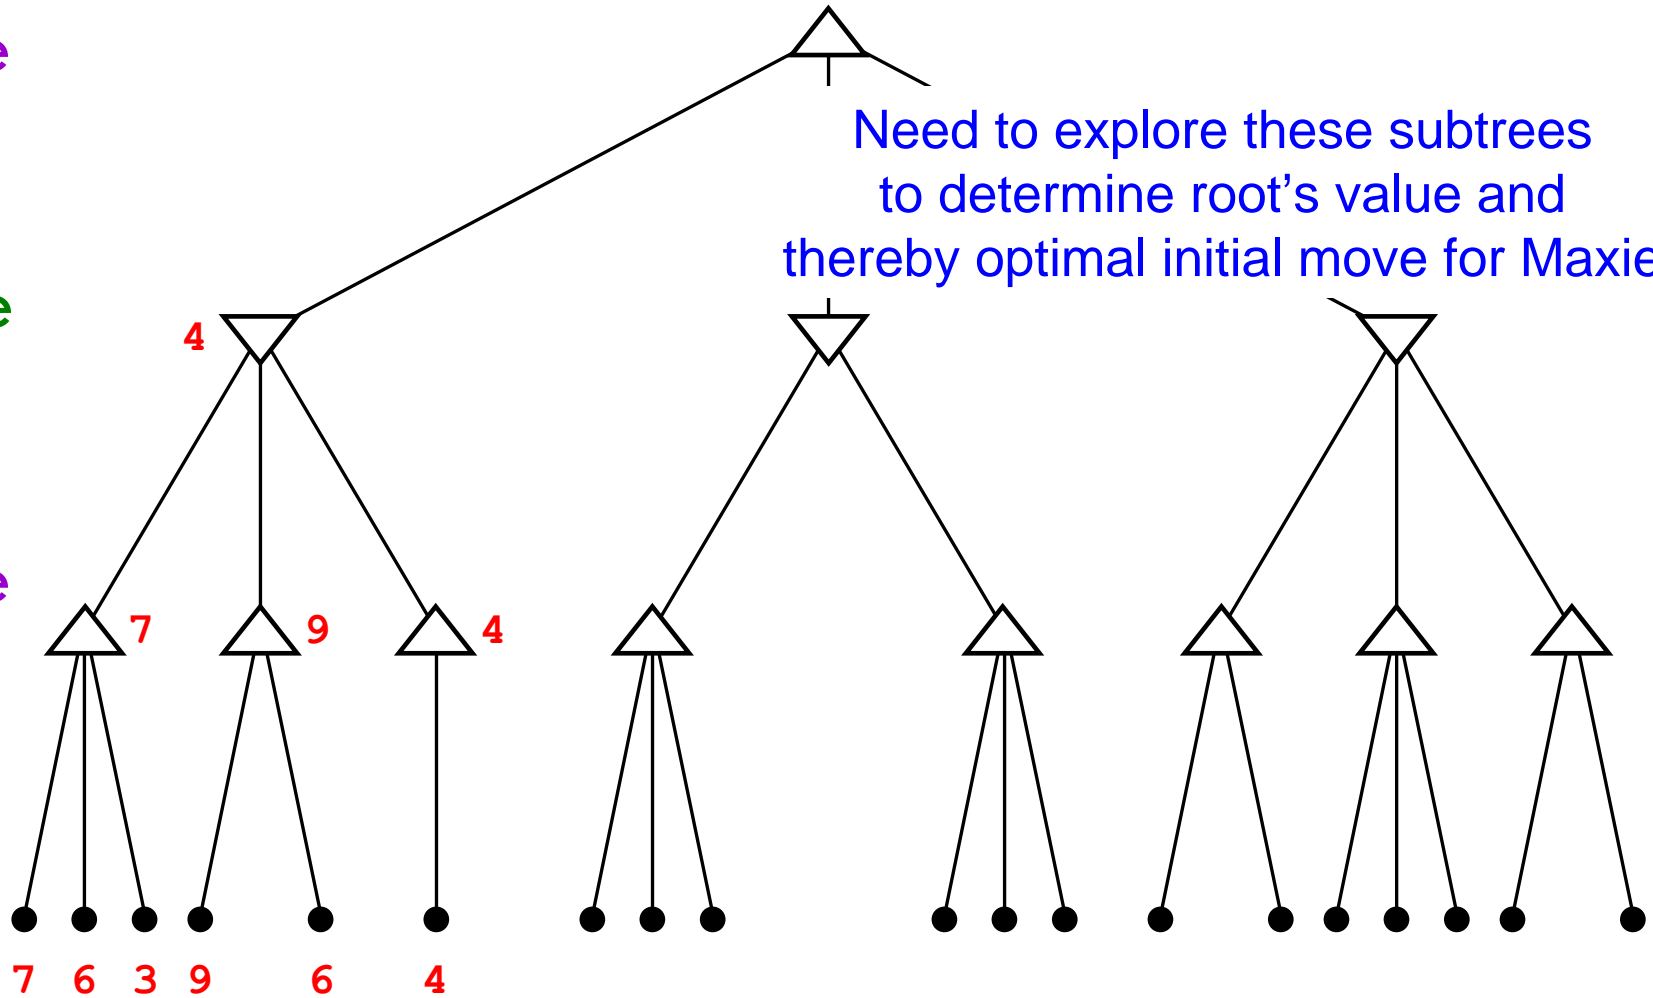 e
Need to explore these subtrees
to determine root’s value and
thereby optimal initial move for Maxie
e
4
e
7 9 4
7 6 3 9 6 4